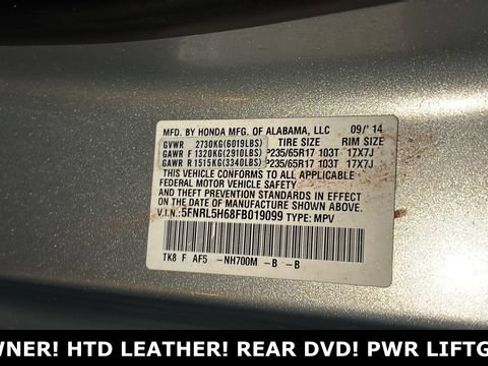 MFD. BY HONDA MFG. OF ALABAMA, LLC 09/'14
GVWR 2730KG(6019LBS) TIRE SIZE RIM SIZE
GAWR F 1320KG(2910LBS) P235/65R17 103T 17X7J
GAWR R 1515KG(3340LBS) P235/65R17 103T 17X7J
THIS VEHICLE CONFORMS TO ALL APPLICABLE
FEDERAL MOTOR VEHICLE SAFETY
AND THEFT PREVENTION STANDARDS IN EFFECT ON
THE DATE OF MANUFACTURE SHOWN ABOVE.
V.I.N.: 5FNRL5H68FB019099 TYPE: MPV
TK8 F AF5 -NH700M -B -B
WNER! HTD LEATHER! REAR DVD! PWR LIFTG